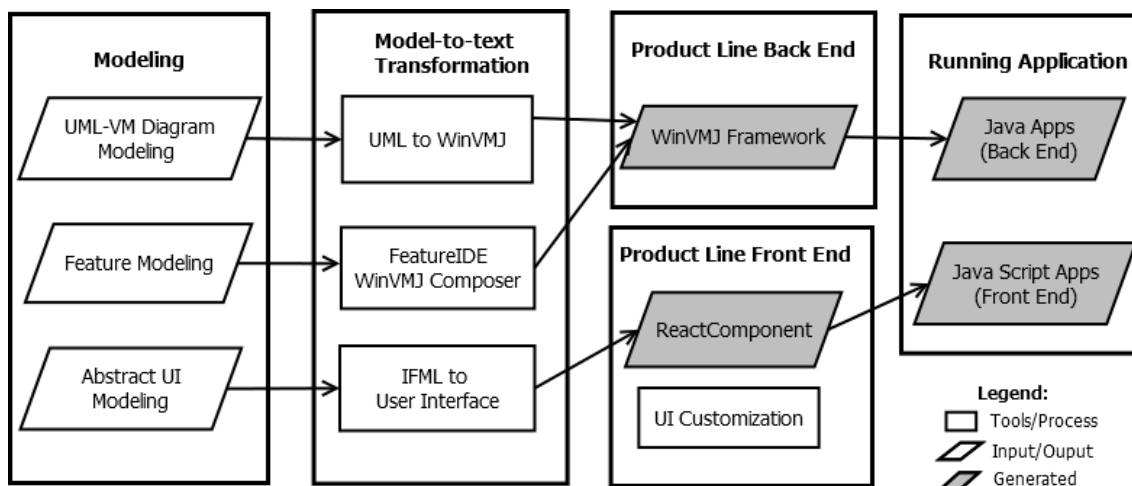 Modeling
UML-VM Diagram
Modeling
Feature Modeling
Abstract UI
Modeling
Model-to-text
Transformation
UML to WinVMJ
FeatureIDE
WinVMJ Composer
IFML to
User Interface
Product Line Back End
WinVMJ Framework
Product Line Front End
ReactComponent
UI Customization
Running Application
Java Apps
(Back End)
Java Script Apps
(Front End)
Legend:
Tools/Process
Input/Ouput
Generated